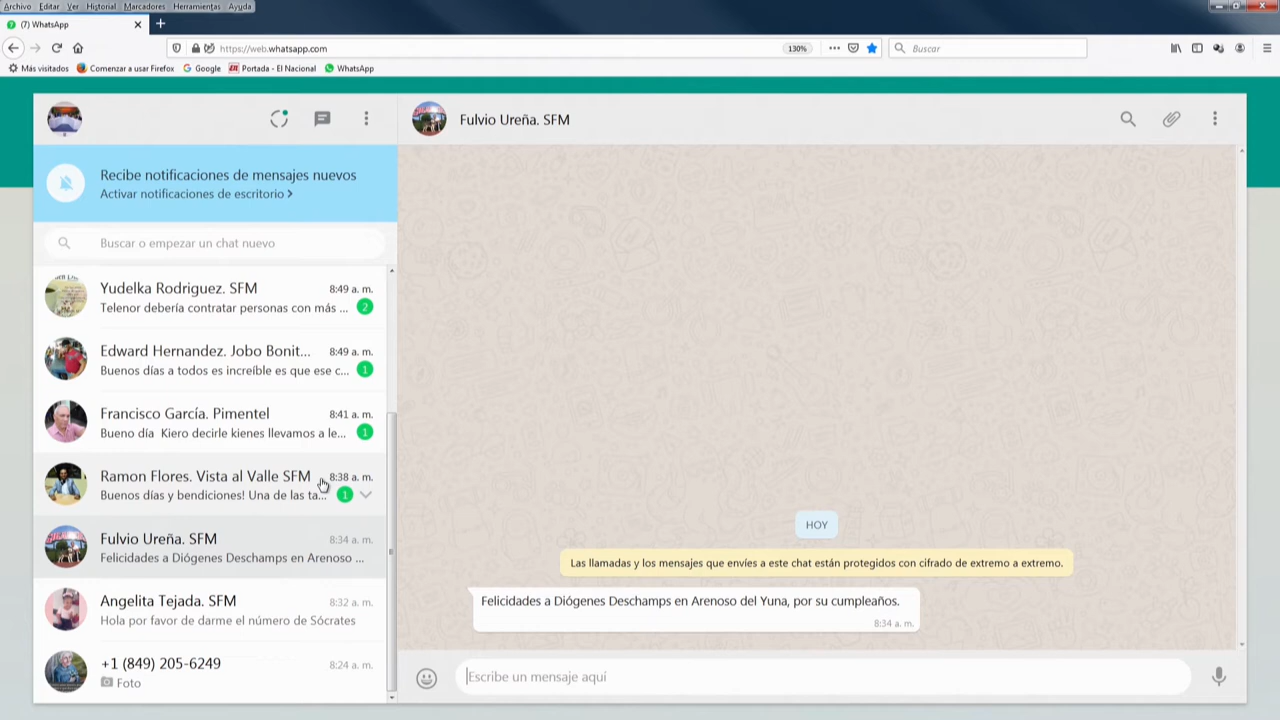 Archivo Editar Ver Historial Marcadores Herramientas Ayuda
(7) WhatsApp
https://web.whatsapp.com
130%
Buscar
Más visitados Comenzar a usar Firefox Google Portada - El Nacional WhatsApp
Recibe notificaciones de mensajes nuevos
Activar notificaciones de escritorio >
Buscar o empezar un chat nuevo
Yudelka Rodriguez. SFM 8:49 a. m.
Telenor debería contratar personas con más ... 2
Edward Hernandez. Jobo Bonit... 8:49 a. m.
Buenos días a todos es increíble es que ese c... 1
Francisco García. Pimentel 8:41 a. m.
Bueno día Kiero decirle kienes llevamos a le... 1
Ramon Flores. Vista al Valle SFM 8:38 a. m.
Buenos días y bendiciones! Una de las ta... 1
Fulvio Ureña. SFM 8:34 a. m.
Felicidades a Diógenes Deschamps en Arenoso ...
Angelita Tejada. SFM 8:32 a. m.
Hola por favor de darme el número de Sócrates
+1 (849) 205-6249 8:24 a. m.
Foto
Fulvio Ureña. SFM
HOY
Las llamadas y los mensajes que envíes a este chat están protegidos con cifrado de extremo a extremo.
Felicidades a Diógenes Deschamps en Arenoso del Yuna, por su cumpleaños.
8:34 a. m.
Escribe un mensaje aquí